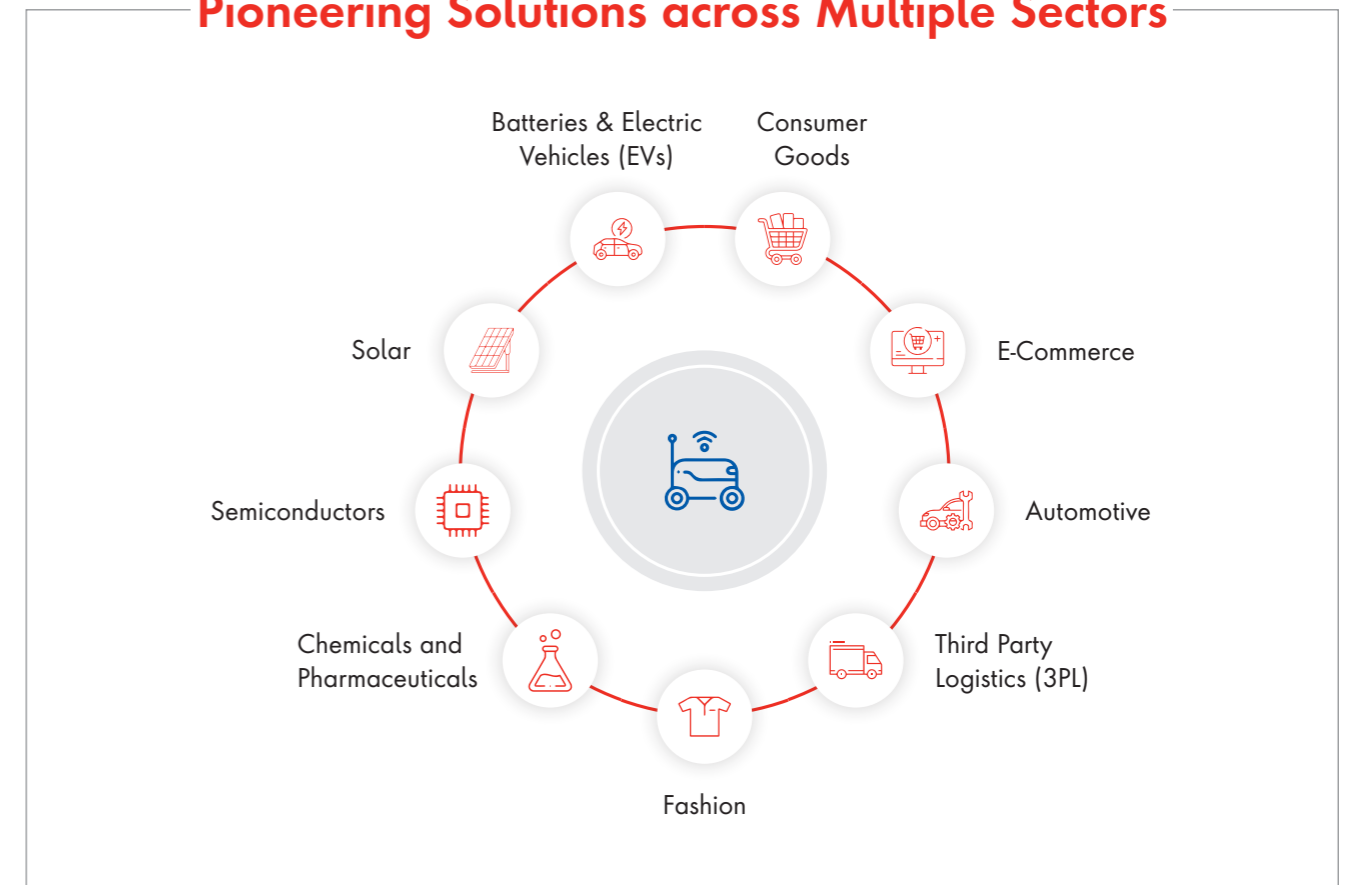 Pioneering Solutions across Multiple Sectors
Batteries & Electric
Vehicles (EVs)
Consumer
Goods
Solar
E-Commerce
Semiconductors
Automotive
Chemicals and
Pharmaceuticals
Third Party
Logistics (3PL)
Fashion